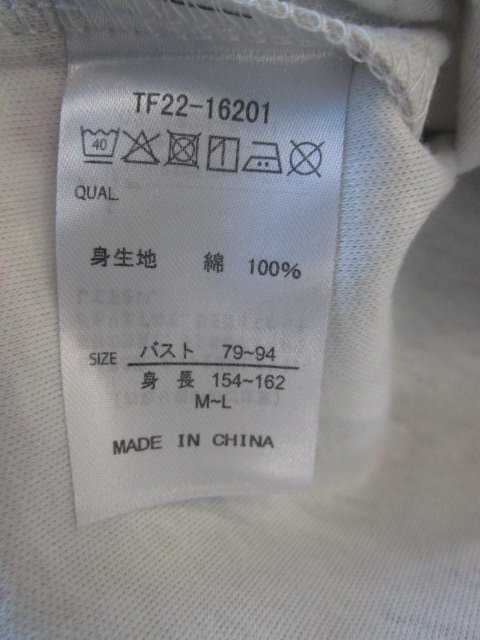 TF22-16201
40
QUAL.
身生地 綿 100%
SIZE バスト 79~94
身長 154~162
M~L
MADE IN CHINA